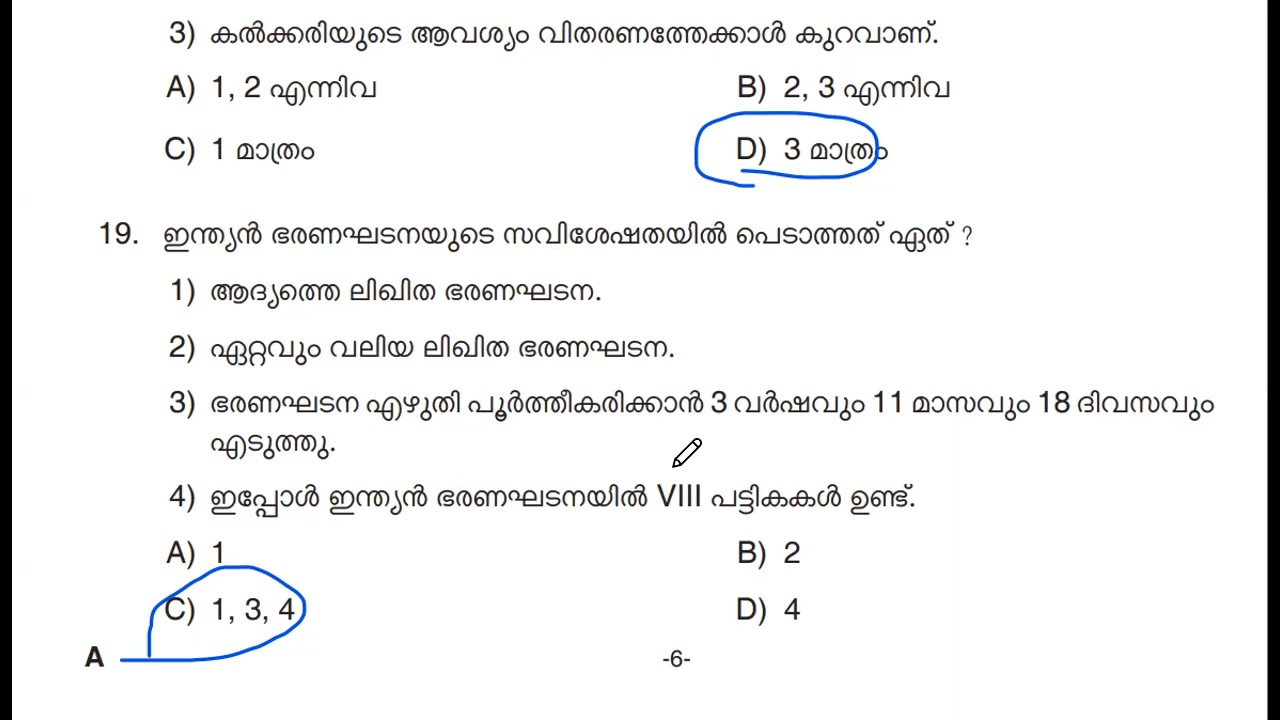 3) കൽക്കരിയുടെ ആവശ്യം വിതരണത്തേക്കാൾ കുറവാണ്.
A) 1, 2 എന്നിവ B) 2, 3 എന്നിവ
C) 1 മാത്രം D) 3 മാത്രം
19. ഇന്ത്യൻ ഭരണഘടനയുടെ സവിശേഷതയിൽ പെടാത്തത് ഏത് ?
1) ആദ്യത്തെ ലിഖിത ഭരണഘടന.
2) ഏറ്റവും വലിയ ലിഖിത ഭരണഘടന.
3) ഭരണഘടന എഴുതി പൂർത്തീകരിക്കാൻ 3 വർഷവും 11 മാസവും 18 ദിവസവും
എടുത്തു.
4) ഇപ്പോൾ ഇന്ത്യൻ ഭരണഘടനയിൽ VIII പട്ടികകൾ ഉണ്ട്.
A) 1 B) 2
C) 1, 3, 4 D) 4
A -6-